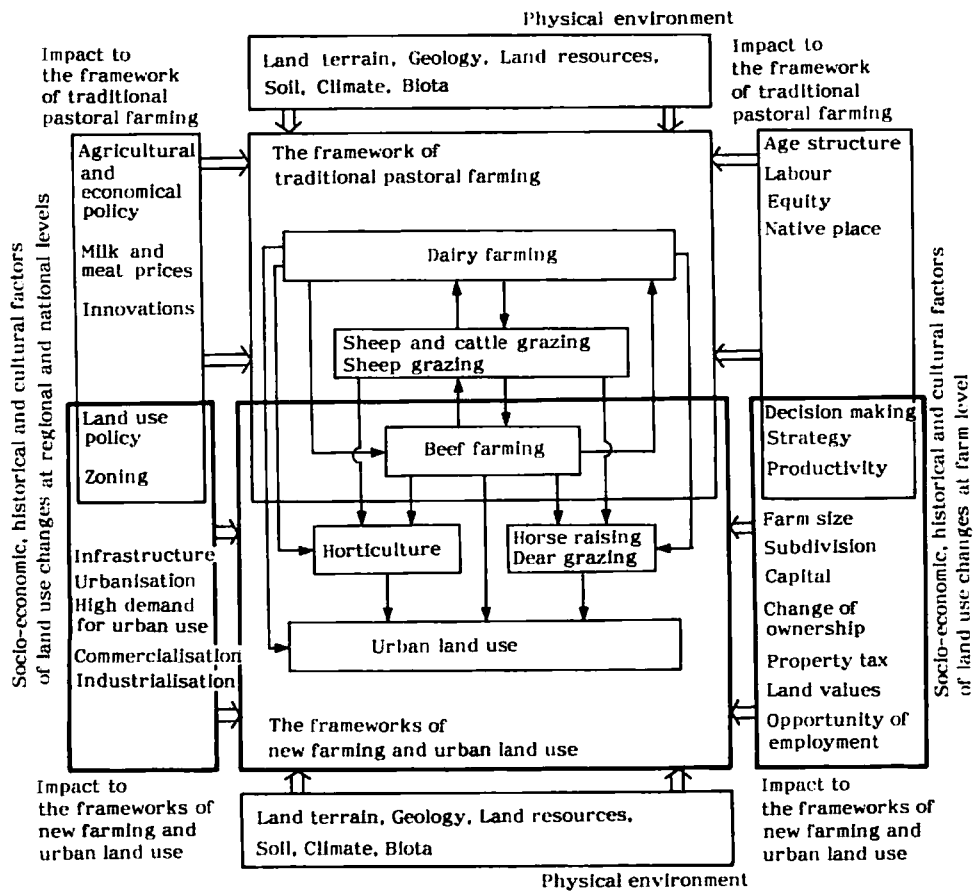 Physical environment
Land terrain, Geology, Land resources,
Soil, Climate, Biota
Impact to
the framework
of traditional
pastoral farming
Impact to
the framework
of traditional
pastoral farming
Socio-economic, historical and cultural factors
of land use changes at regional and national levels
Agricultural
and
economical
policy
Milk and
meat prices
Innovations
Land use
policy
Zoning
Infrastructure
Urbanisation
High demand
for urban use
Commercialisation
Industrialisation
The framework of
traditional pastoral farming
Dairy farming
Sheep and cattle grazing
Sheep grazing
Beef farming
Horticulture
Horse raising
Dear grazing
Urban land use
The frameworks of
new farming and urban land use
Age structure
Labour
Equity
Native place
Decision making
Strategy
Productivity
Farm size
Subdivision
Capital
Change of
ownership
Property tax
Land values
Opportunity of
employment
Socio-economic, historical and cultural factors
of land use changes at farm level
Impact to
the frameworks of
new farming and
urban land use
Land terrain, Geology, Land resources,
Soil, Climate, Biota
Physical environment
Impact to
the frameworks of
new farming and
urban land use